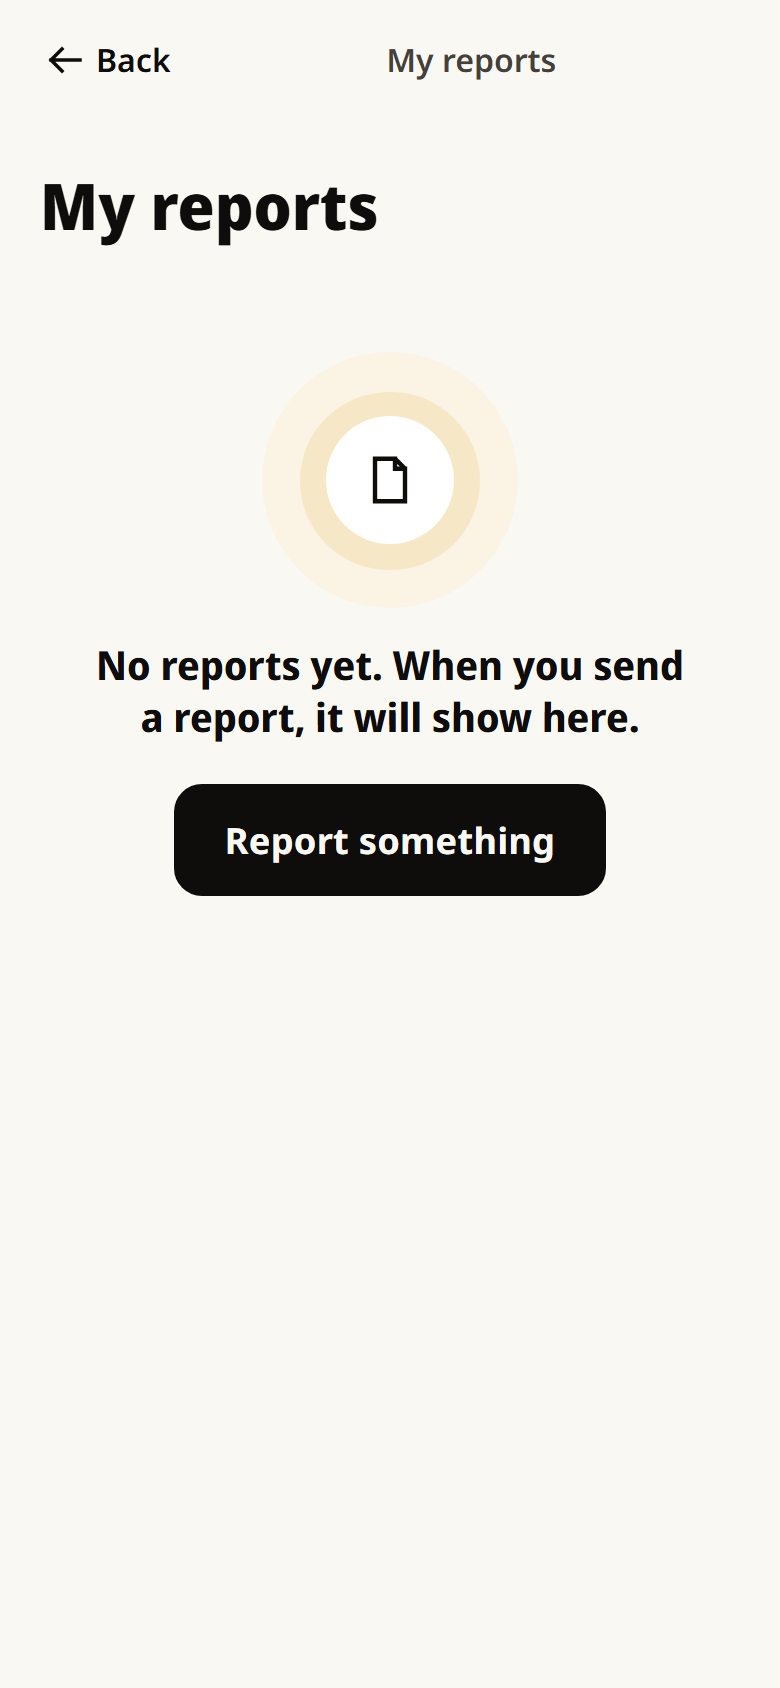 Back
My reports
My reports
No reports yet. When you send
a report, it will show here.
Report something